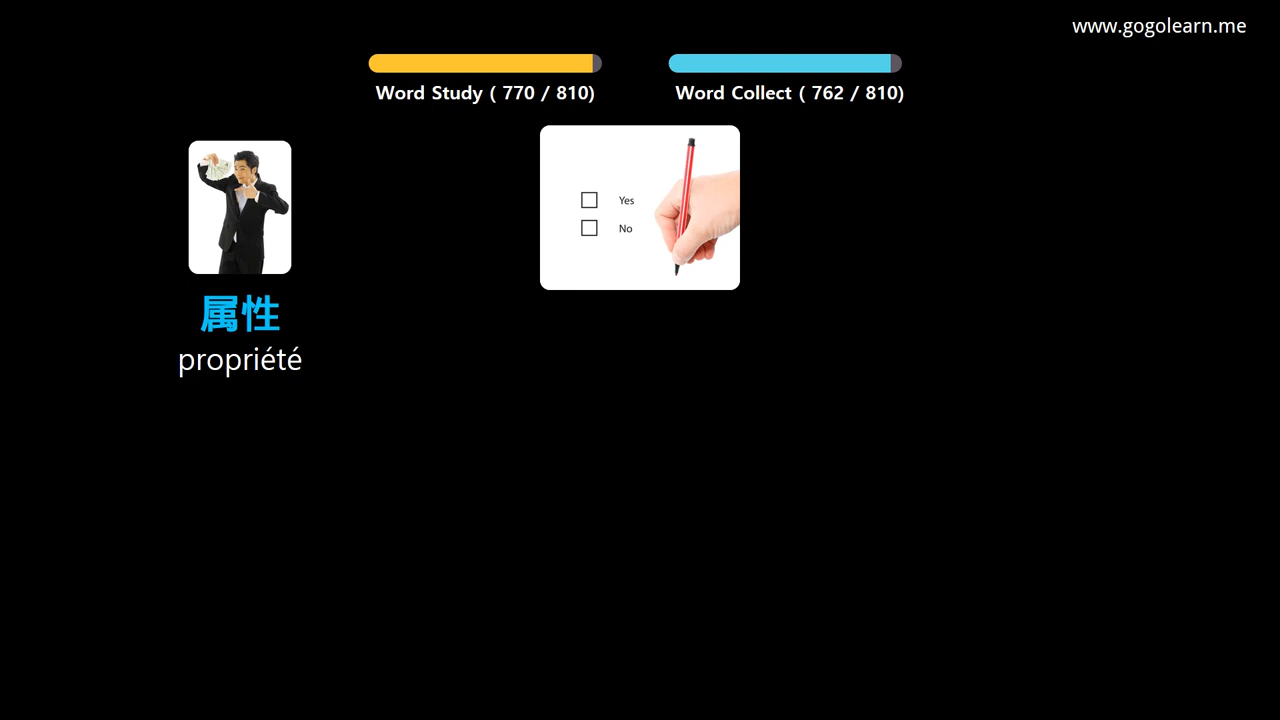 www.gogolearn.me
Word Study ( 770 / 810)
Word Collect ( 762 / 810)
Yes
No
属性
propriété